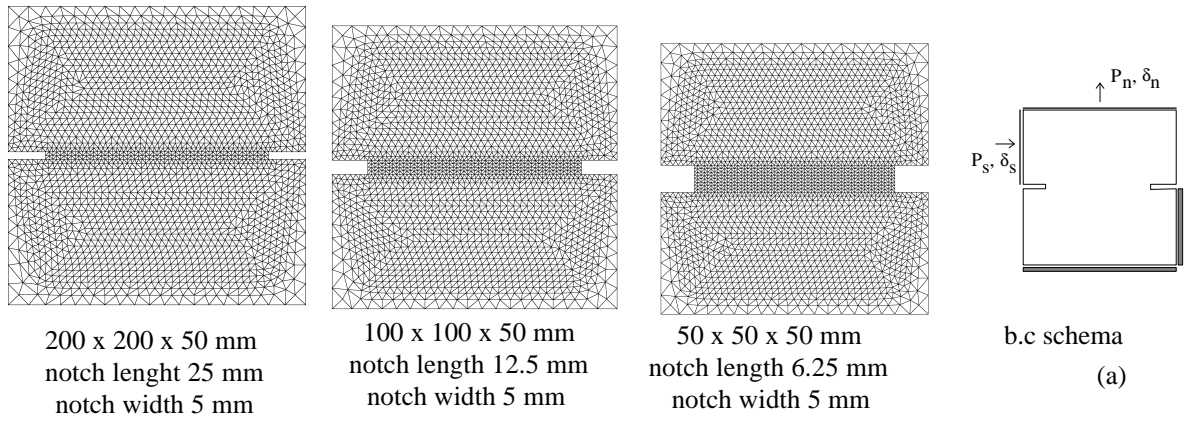 200 x 200 x 50 mm
notch lenght 25 mm
notch width 5 mm
100 x 100 x 50 mm
notch length 12.5 mm
notch width 5 mm
50 x 50 x 50 mm
notch length 6.25 mm
notch width 5 mm
Pn, δn
Ps, δs
b.c schema
(a)